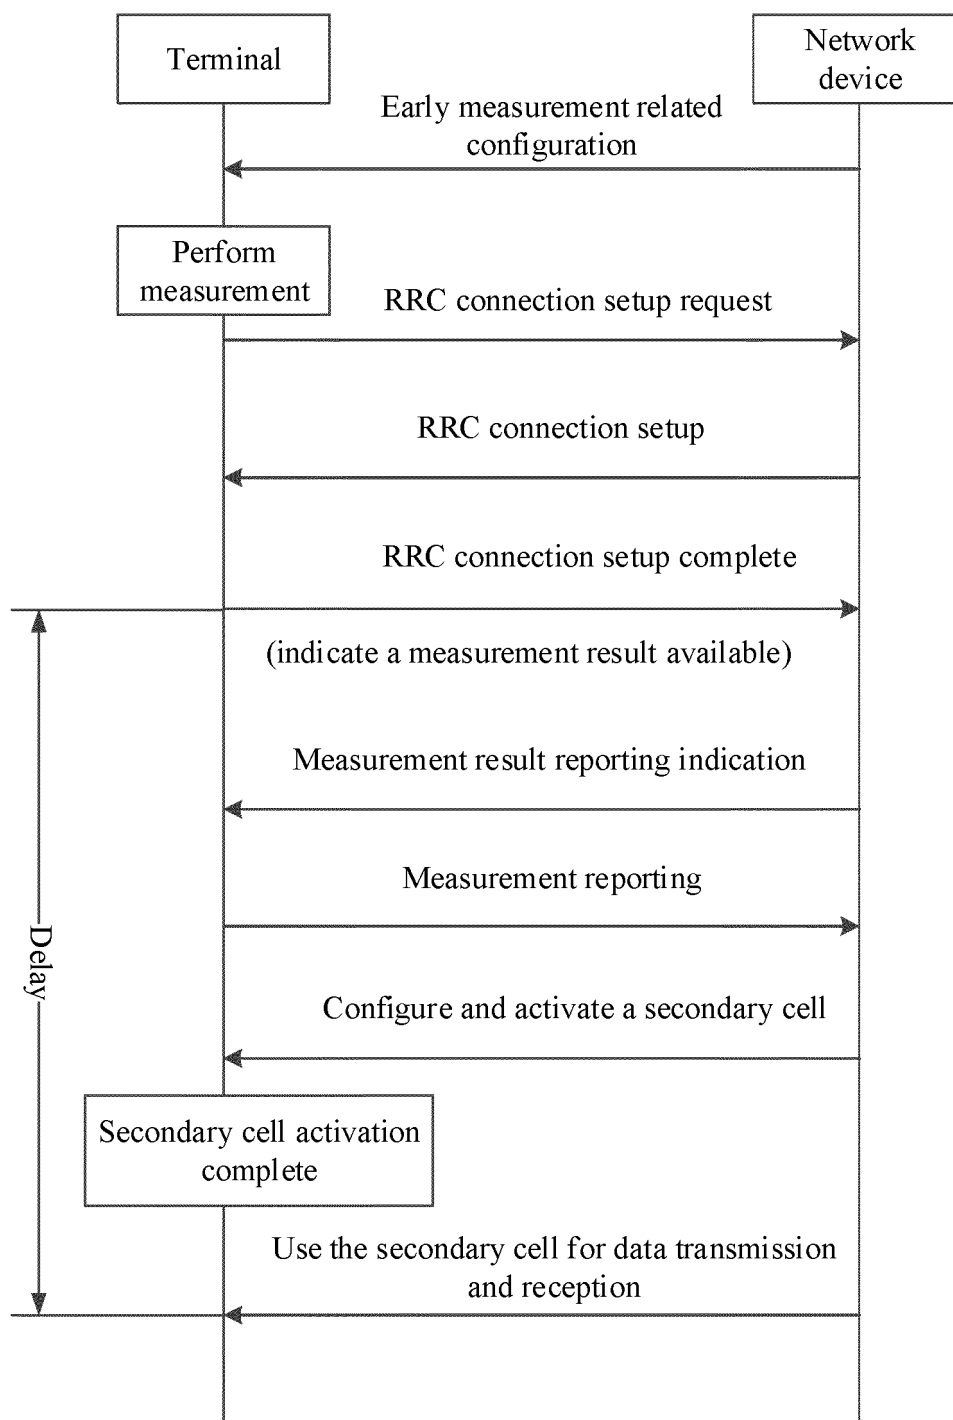 Terminal
Network
device
Early measurement related
configuration
Perform
measurement
RRC connection setup request
RRC connection setup
RRC connection setup complete
(indicate a measurement result available)
Measurement result reporting indication
Measurement reporting
Delay
Configure and activate a secondary cell
Secondary cell activation
complete
Use the secondary cell for data transmission
and reception